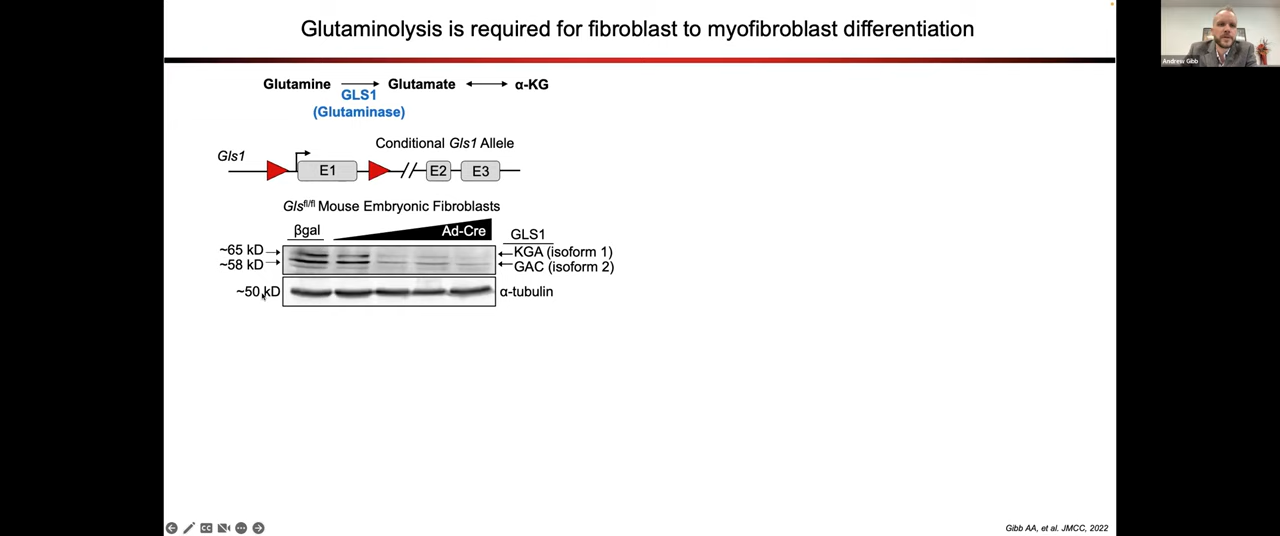 Glutaminolysis is required for fibroblast to myofibroblast differentiation
Andrew Gibb
Glutamine Glutamate α-KG
GLS1
(Glutaminase)
Conditional Gls1 Allele
Gls1
E1 E2 E3
Glsfl/fl Mouse Embryonic Fibroblasts
βgal Ad-Cre GLS1
~65 kD KGA (isoform 1)
~58 kD GAC (isoform 2)
~50 kD α-tubulin
CC
Gibb AA, et al. JMCC, 2022